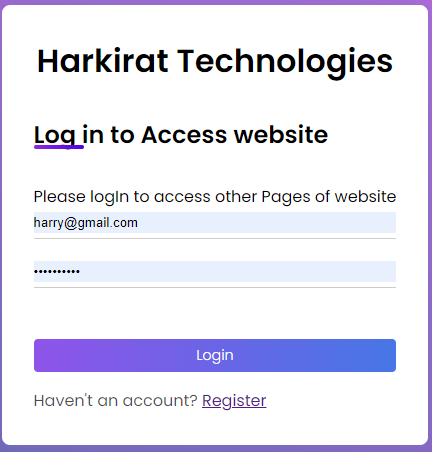 Harkirat Technologies
Log in to Access website
Please logIn to access other Pages of website
harry@gmail.com
••••••••••
Login
Haven't an account? Register